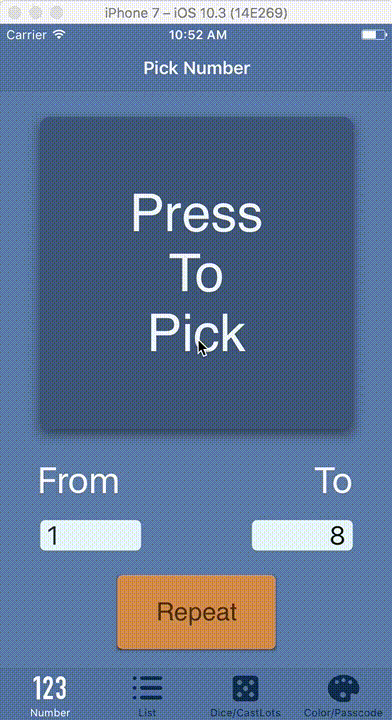 iPhone 7 – iOS 10.3 (14E269)
Carrier 10:52 AM
Pick Number
Press
To
Pick
From To
1 8
Repeat
123
Number List Dice/CastLots Color/Passcode